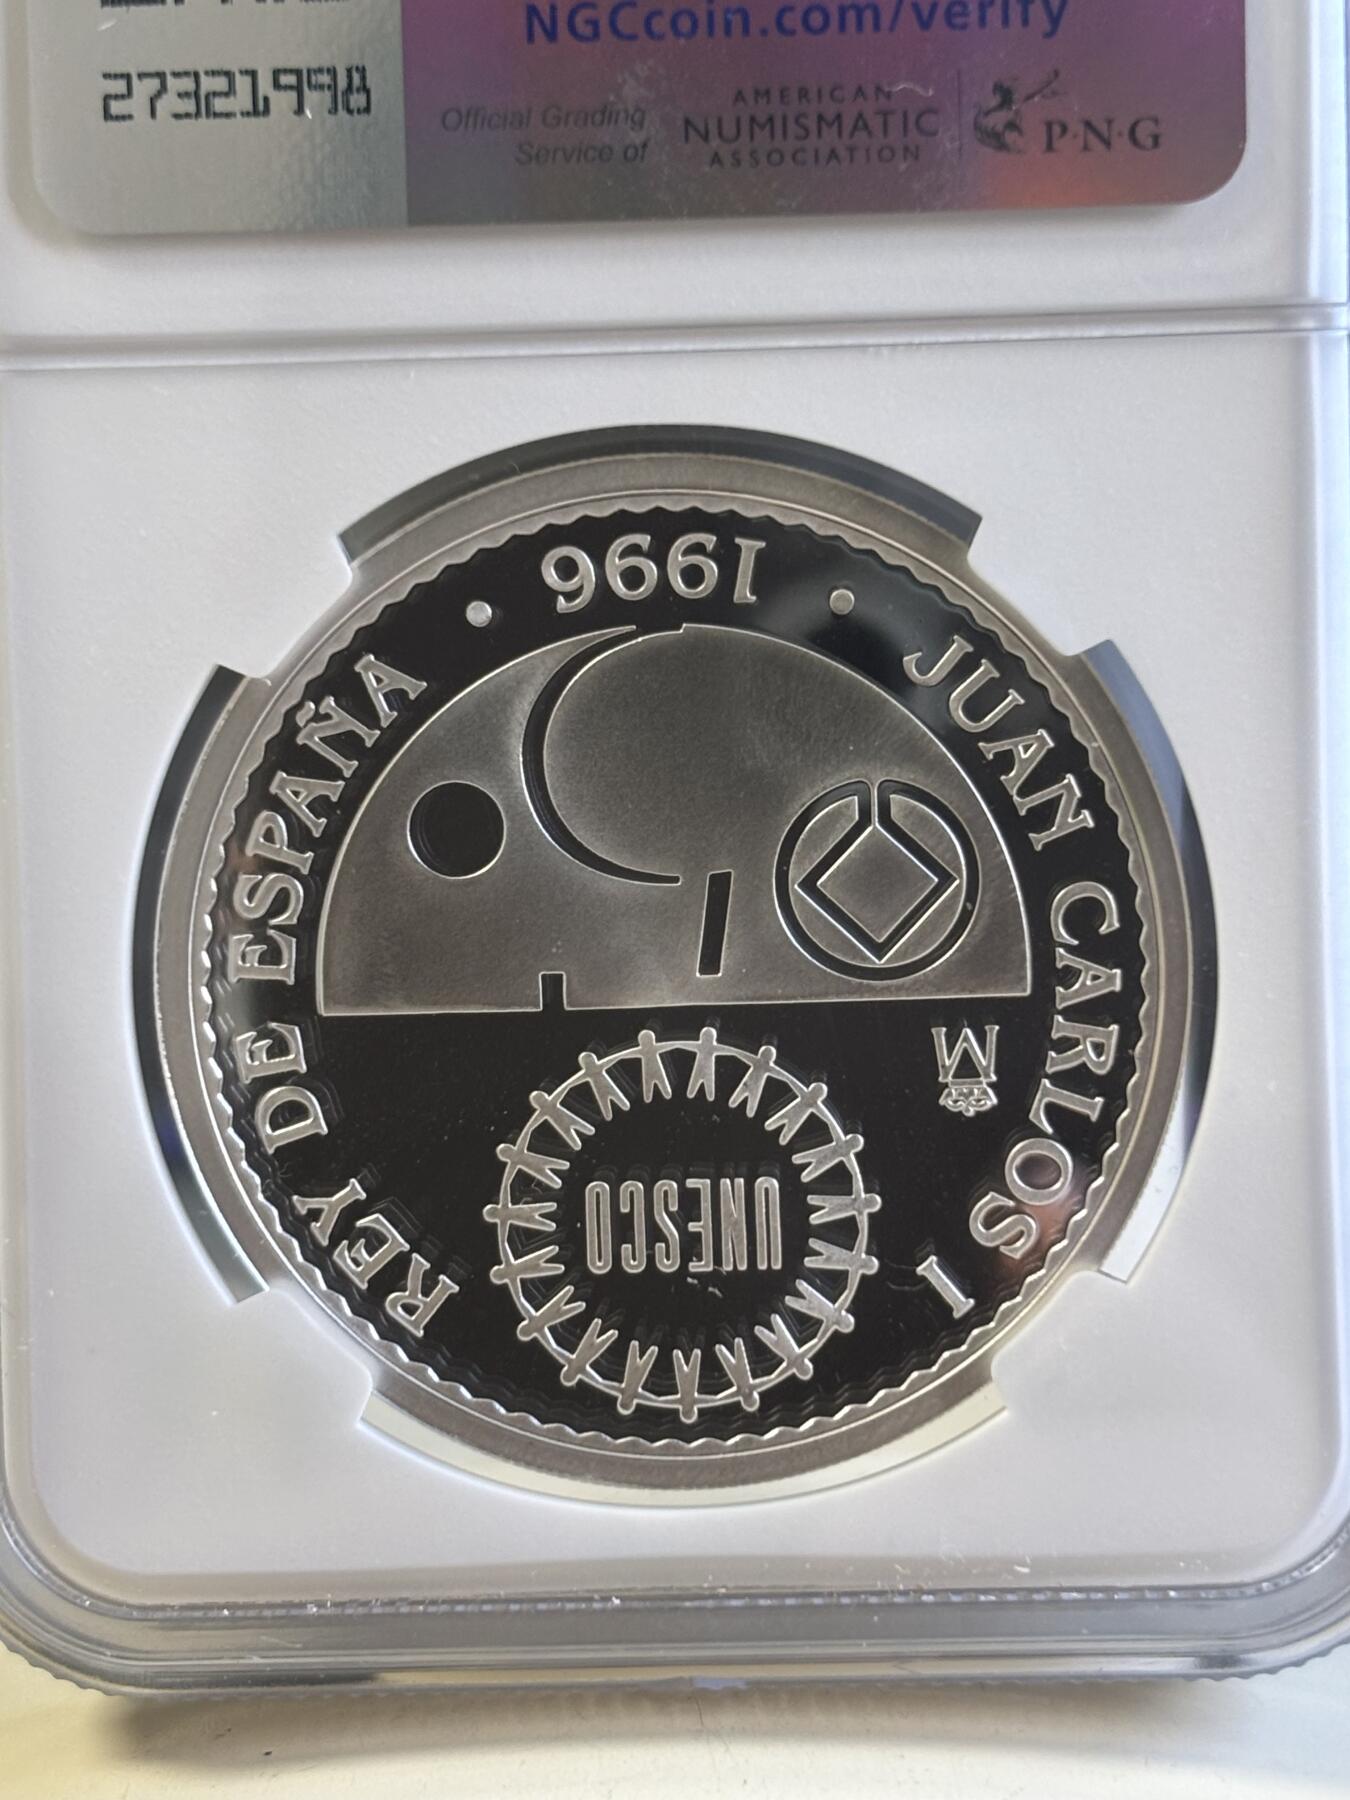 NGCcoin.com/verify
27321998
Official Grading
Service of
AMERICAN
NUMISMATIC
ASSOCIATION
P·N·G
JUAN CARLOS I REY DE ESPAÑA • 1996 •
M
UNESCO